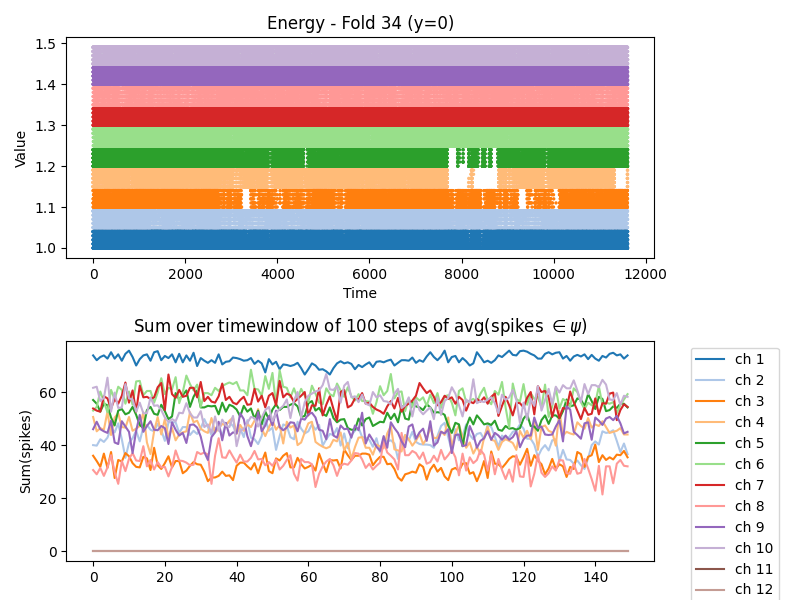 Energy - Fold 34 (y=0)
1.5
1.4
1.3
1.2
1.1
1.0
Value
0 2000 4000 6000 8000 10000 12000
Time
Sum over timewindow of 100 steps of avg(spikes ∈ ψ)
60
40
20
0
Sum(spikes)
0 20 40 60 80 100 120 140
ch 1
ch 2
ch 3
ch 4
ch 5
ch 6
ch 7
ch 8
ch 9
ch 10
ch 11
ch 12